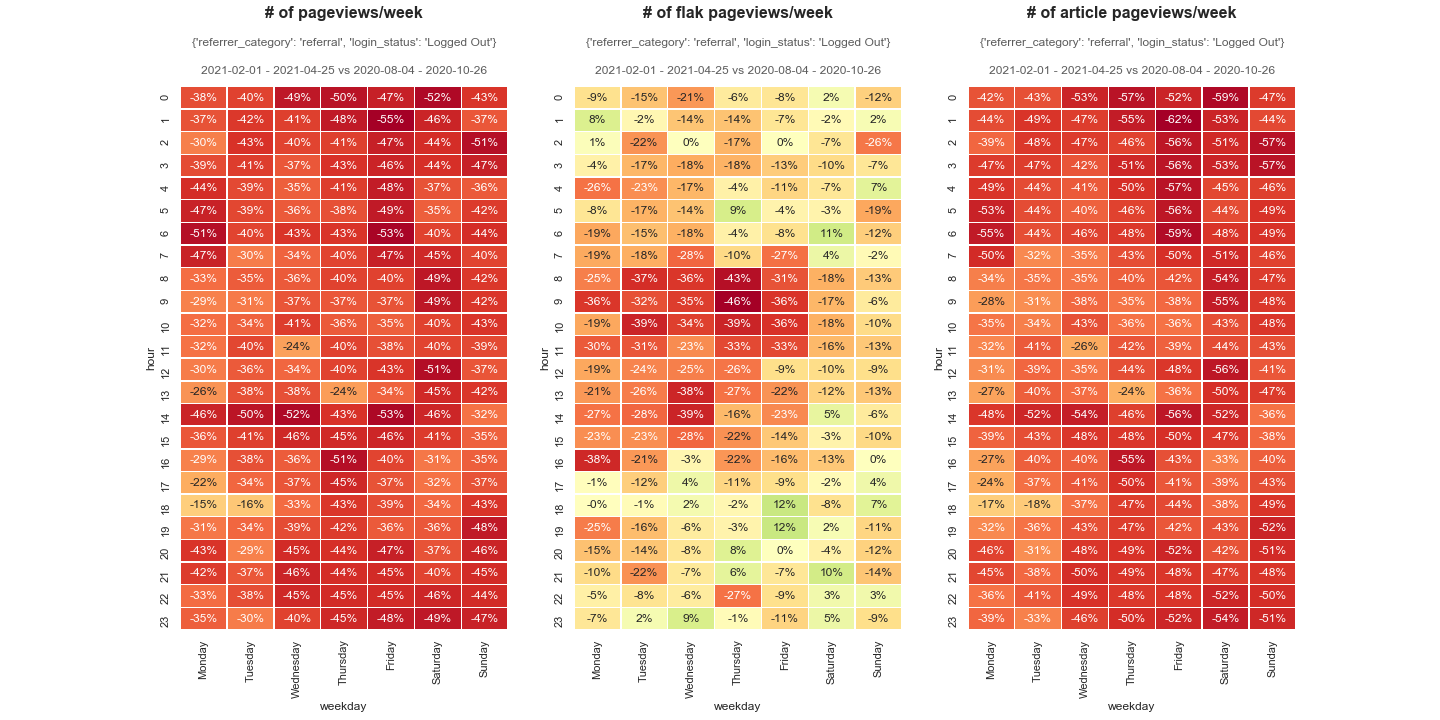 # of pageviews/week
{'referrer_category': 'referral', 'login_status': 'Logged Out'}
2021-02-01 - 2021-04-25 vs 2020-08-04 - 2020-10-26
hour
0 -38% -40% -49% -50% -47% -52% -43%
1 -37% -42% -41% -48% -55% -46% -37%
2 -30% -43% -40% -41% -47% -44% -51%
3 -39% -41% -37% -43% -46% -44% -47%
4 -44% -39% -35% -41% -48% -37% -36%
5 -47% -39% -36% -38% -49% -35% -42%
6 -51% -40% -43% -43% -53% -40% -44%
7 -47% -30% -34% -40% -47% -45% -40%
8 -33% -35% -36% -40% -40% -49% -42%
9 -29% -31% -37% -37% -37% -49% -42%
10 -32% -34% -41% -36% -35% -40% -43%
11 -32% -40% -24% -40% -38% -40% -39%
12 -30% -36% -34% -40% -43% -51% -37%
13 -26% -38% -38% -24% -34% -45% -42%
14 -46% -50% -52% -43% -53% -46% -32%
15 -36% -41% -46% -45% -46% -41% -35%
16 -29% -38% -36% -51% -40% -31% -35%
17 -22% -34% -37% -45% -37% -32% -37%
18 -15% -16% -33% -43% -39% -34% -43%
19 -31% -34% -39% -42% -36% -36% -48%
20 -43% -29% -45% -44% -47% -37% -46%
21 -42% -37% -46% -44% -45% -40% -45%
22 -33% -38% -45% -45% -45% -46% -44%
23 -35% -30% -40% -45% -48% -49% -47%
Monday Tuesday Wednesday Thursday Friday Saturday Sunday
weekday
# of flak pageviews/week
{'referrer_category': 'referral', 'login_status': 'Logged Out'}
2021-02-01 - 2021-04-25 vs 2020-08-04 - 2020-10-26
hour
0 -9% -15% -21% -6% -8% 2% -12%
1 8% -2% -14% -14% -7% -2% 2%
2 1% -22% 0% -17% 0% -7% -26%
3 -4% -17% -18% -18% -13% -10% -7%
4 -26% -23% -17% -4% -11% -7% 7%
5 -8% -17% -14% 9% -4% -3% -19%
6 -19% -15% -18% -4% -8% 11% -12%
7 -19% -18% -28% -10% -27% 4% -2%
8 -25% -37% -36% -43% -31% -18% -13%
9 -36% -32% -35% -46% -36% -17% -6%
10 -19% -39% -34% -39% -36% -18% -10%
11 -30% -31% -23% -33% -33% -16% -13%
12 -19% -24% -25% -26% -9% -10% -9%
13 -21% -26% -38% -27% -22% -12% -13%
14 -27% -28% -39% -16% -23% 5% -6%
15 -23% -23% -28% -22% -14% -3% -10%
16 -38% -21% -3% -22% -16% -13% 0%
17 -1% -12% 4% -11% -9% -2% 4%
18 -0% -1% 2% -2% 12% -8% 7%
19 -25% -16% -6% -3% 12% 2% -11%
20 -15% -14% -8% 8% 0% -4% -12%
21 -10% -22% -7% 6% -7% 10% -14%
22 -5% -8% -6% -27% -9% 3% 3%
23 -7% 2% 9% -1% -11% 5% -9%
Monday Tuesday Wednesday Thursday Friday Saturday Sunday
weekday
# of article pageviews/week
{'referrer_category': 'referral', 'login_status': 'Logged Out'}
2021-02-01 - 2021-04-25 vs 2020-08-04 - 2020-10-26
hour
0 -42% -43% -53% -57% -52% -59% -47%
1 -44% -49% -47% -55% -62% -53% -44%
2 -39% -48% -47% -46% -56% -51% -57%
3 -47% -47% -42% -51% -56% -53% -57%
4 -49% -44% -41% -50% -57% -45% -46%
5 -53% -44% -40% -46% -56% -44% -49%
6 -55% -44% -46% -48% -59% -48% -49%
7 -50% -32% -35% -43% -50% -51% -46%
8 -34% -35% -35% -40% -42% -54% -47%
9 -28% -31% -38% -35% -38% -55% -48%
10 -35% -34% -43% -36% -36% -43% -48%
11 -32% -41% -26% -42% -39% -44% -43%
12 -31% -39% -35% -44% -48% -56% -41%
13 -27% -40% -37% -24% -36% -50% -47%
14 -48% -52% -54% -46% -56% -52% -36%
15 -39% -43% -48% -48% -50% -47% -38%
16 -27% -40% -40% -55% -43% -33% -40%
17 -24% -37% -41% -50% -41% -39% -43%
18 -17% -18% -37% -47% -44% -38% -49%
19 -32% -36% -43% -47% -42% -43% -52%
20 -46% -31% -48% -49% -52% -42% -51%
21 -45% -38% -50% -49% -48% -47% -48%
22 -36% -41% -49% -48% -48% -52% -50%
23 -39% -33% -46% -50% -52% -54% -51%
Monday Tuesday Wednesday Thursday Friday Saturday Sunday
weekday